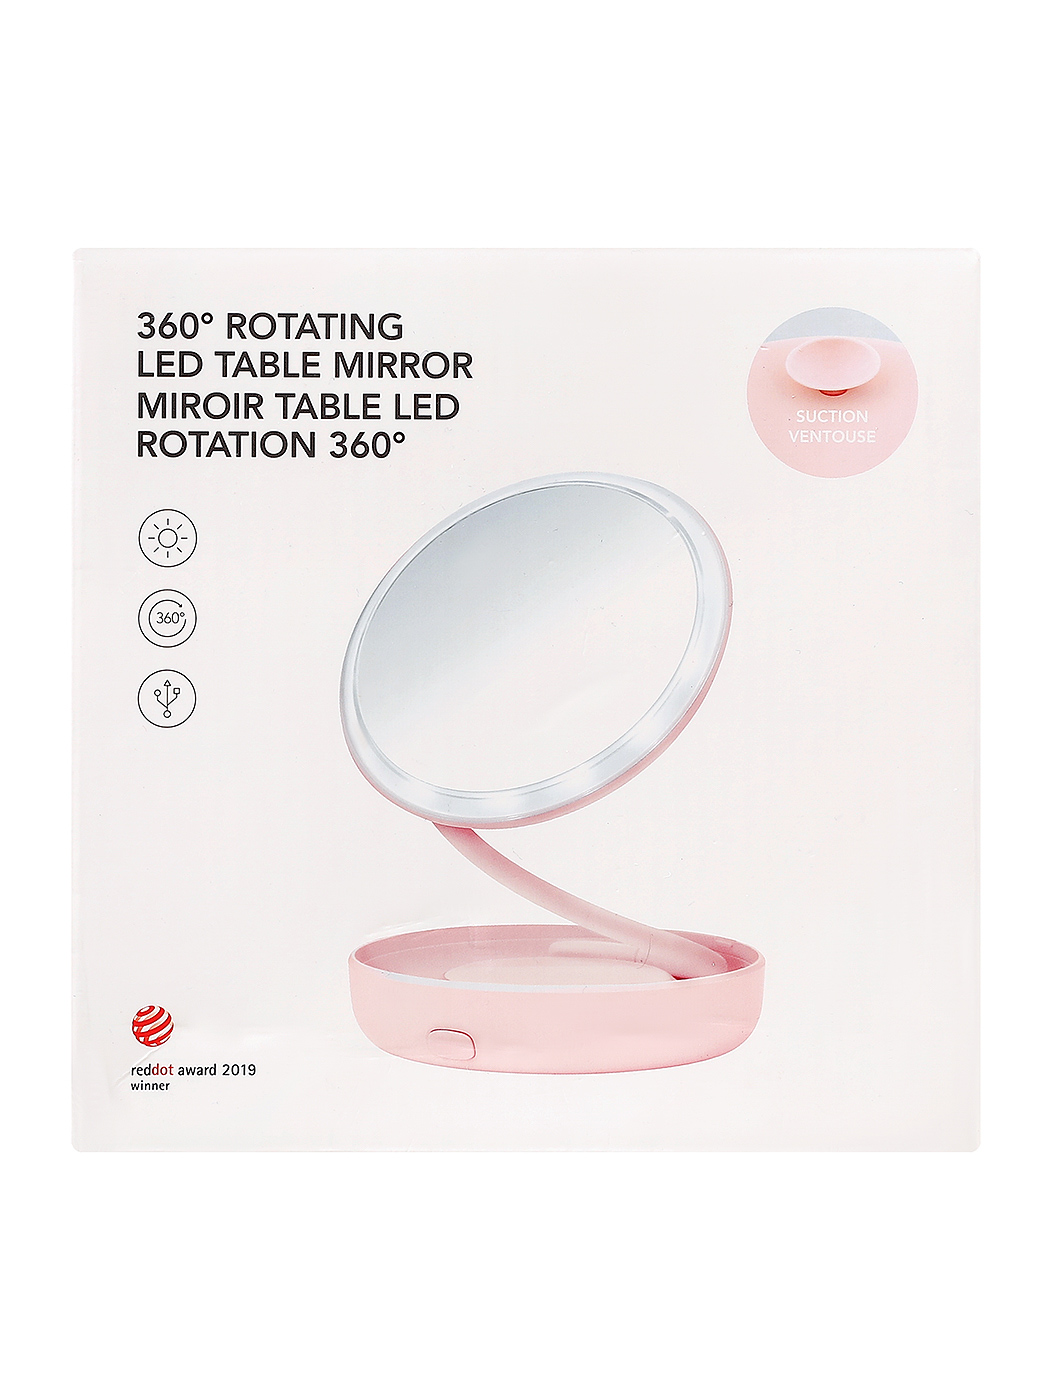 360° ROTATING
LED TABLE MIRROR
MIROIR TABLE LED
ROTATION 360°
SUCTION
VENTOUSE
360°
reddot award 2019
winner